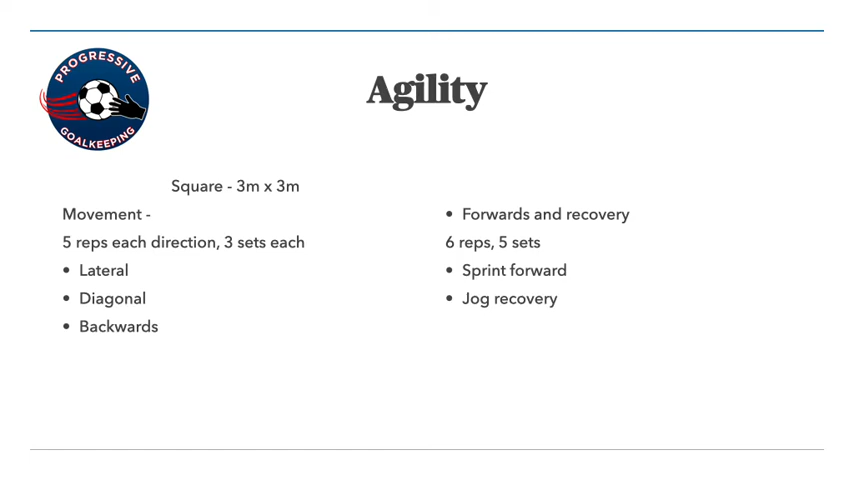 PROGRESSIVE
GOALKEEPING
Agility
Square - 3m x 3m
Movement -
5 reps each direction, 3 sets each
• Lateral
• Diagonal
• Backwards
• Forwards and recovery
6 reps, 5 sets
• Sprint forward
• Jog recovery